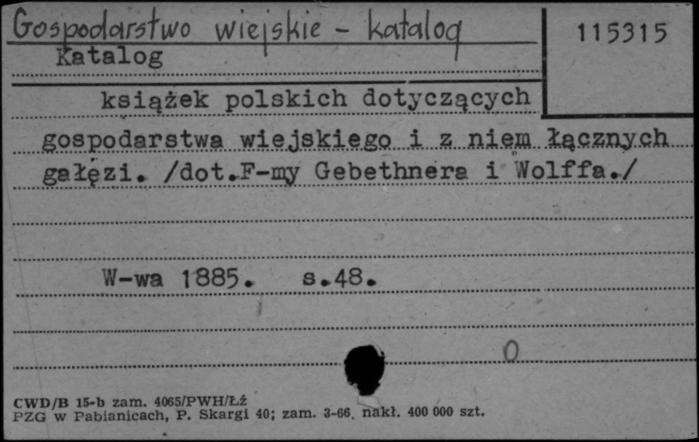 Gospodarstwo wiejskie - katalog
115315
Katalog
książek polskich dotyczących
gospodarstwa wiejskiego i z niem łącznych
gałęzi. /dot.F-my Gebethnera i Wolffa./
W-wa 1885. s.48.
0
CWD/B 15-b zam. 4065/PWH/Łź
PZG w Pabianicach, P. Skargi 40; zam. 3-66, nakł. 400 000 szt.